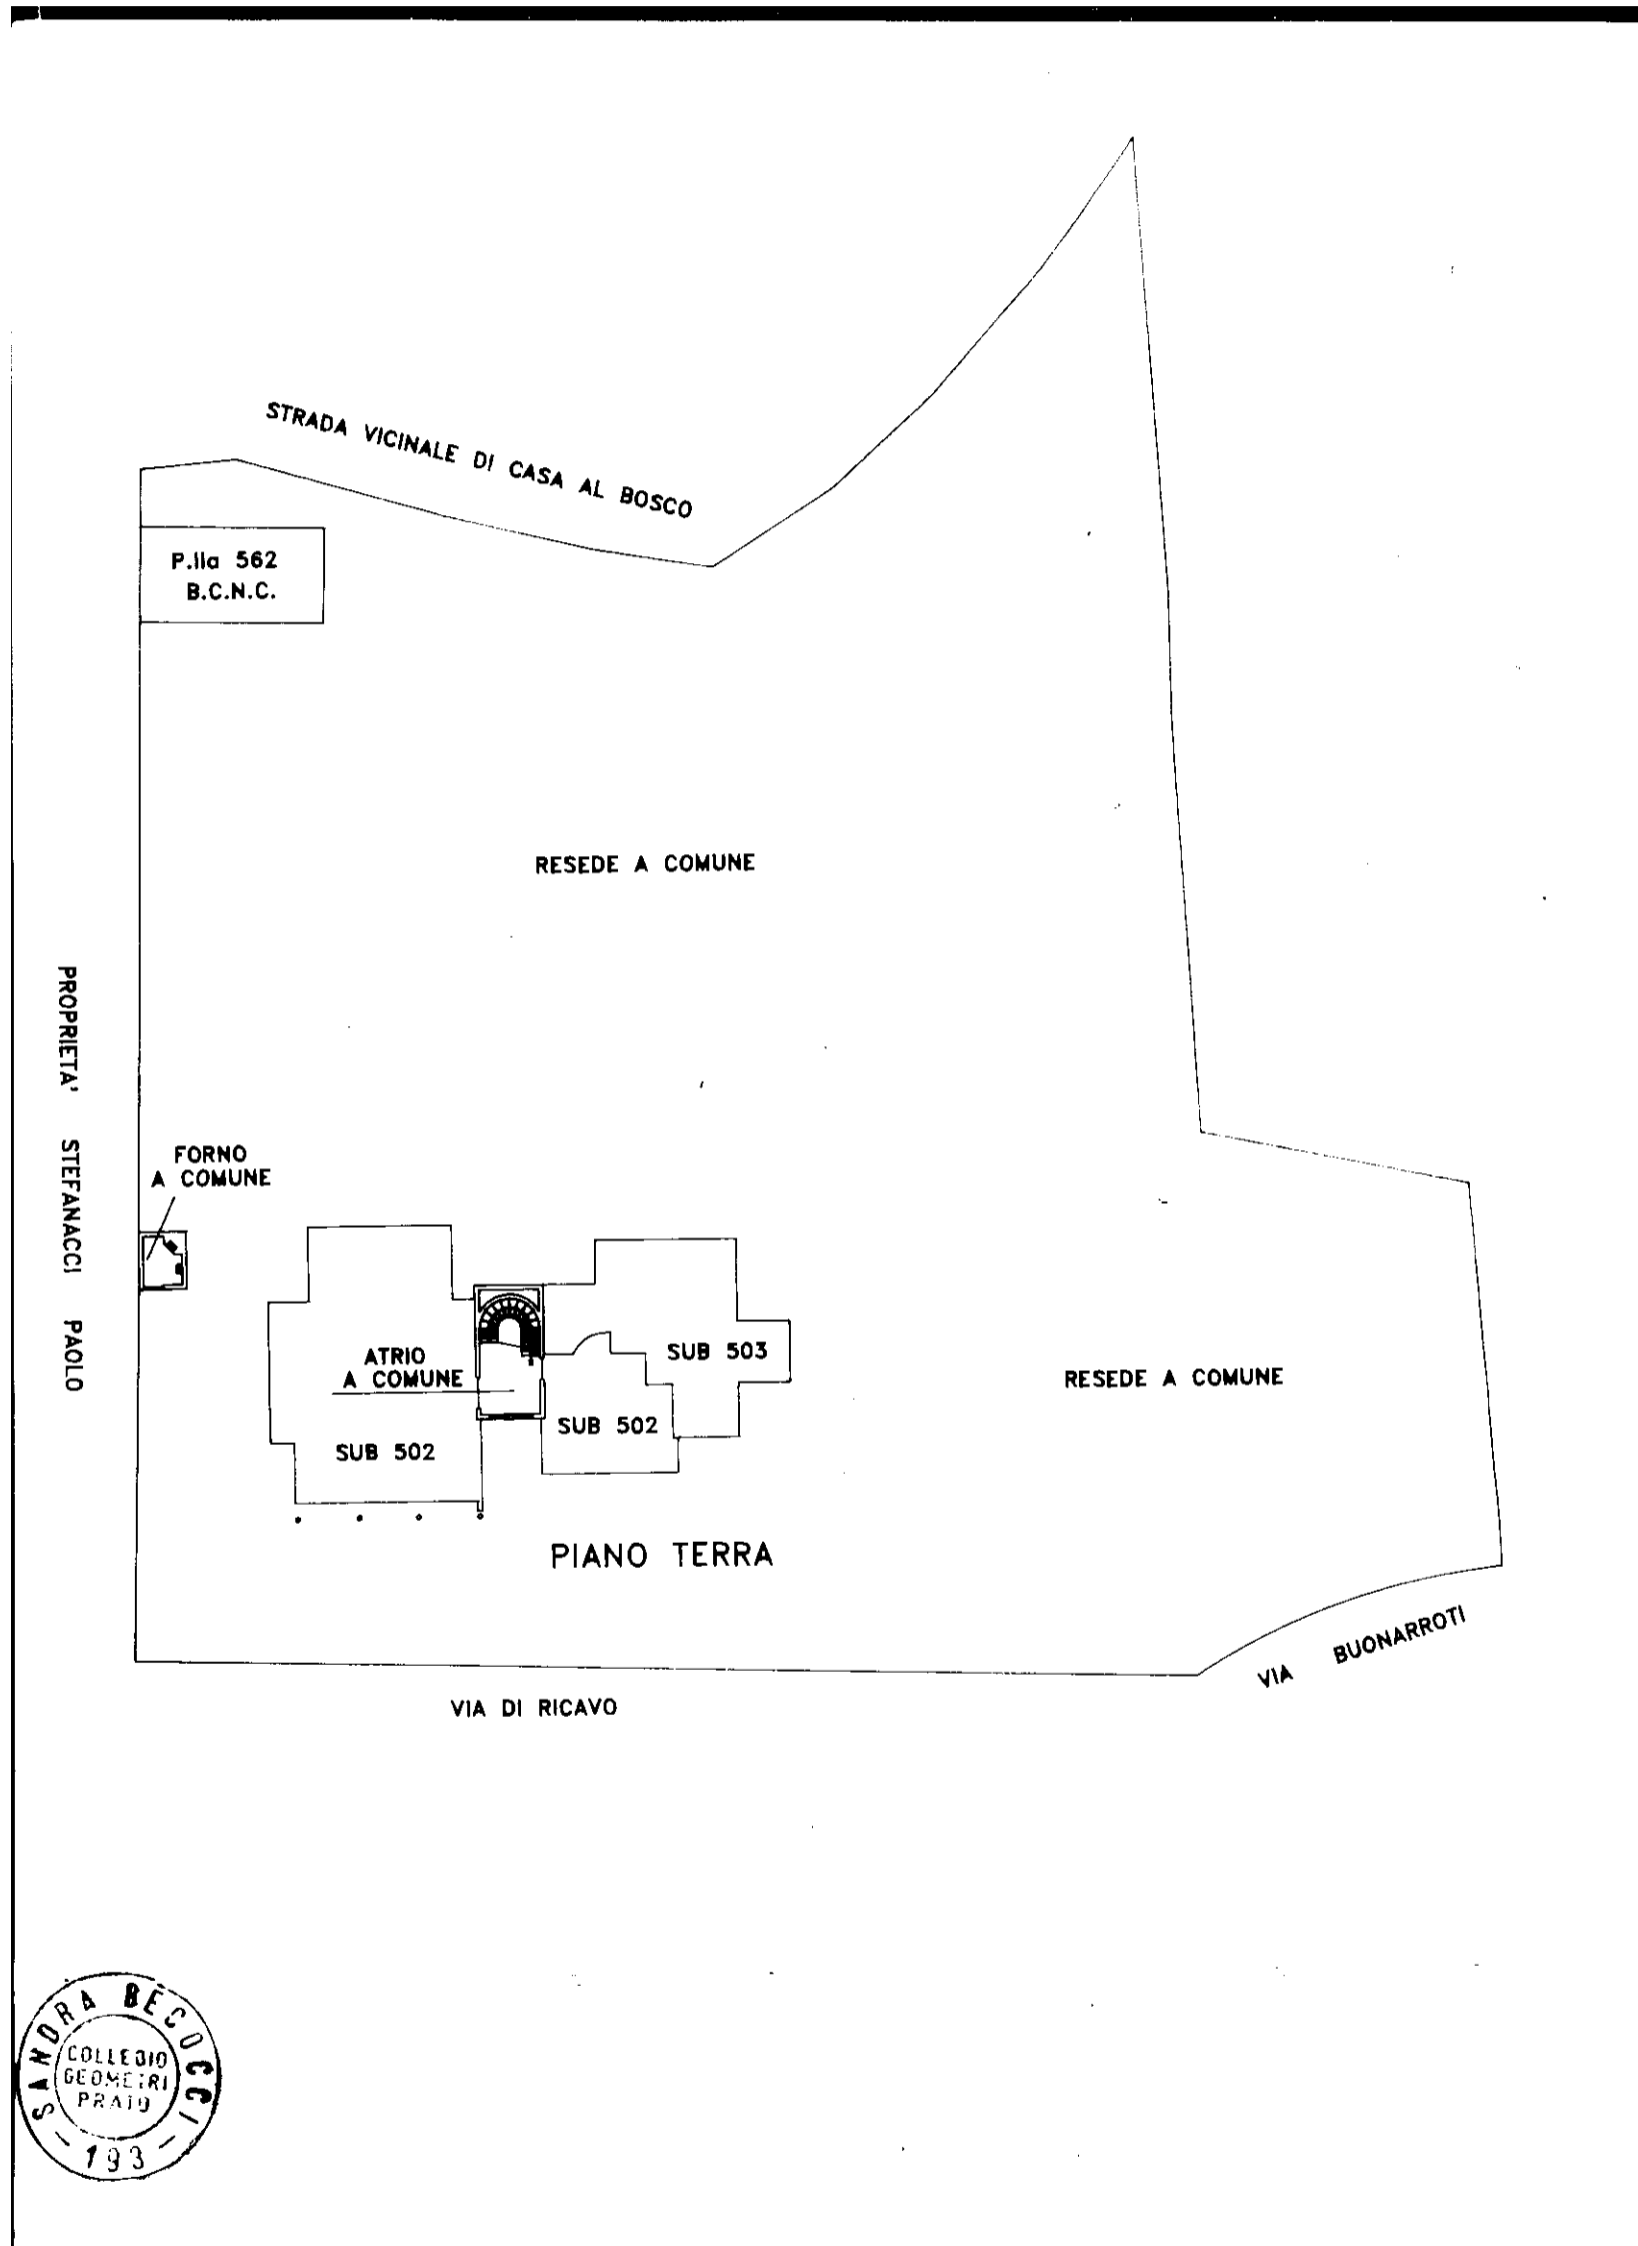 STRADA VICINALE DI CASA AL BOSCO
P.lla 562
B.C.N.C.
RESEDE A COMUNE
PROPRIETA' STEFANACCI PAOLO
FORNO
A COMUNE
ATRIO
A COMUNE
SUB 503
SUB 502
SUB 502
RESEDE A COMUNE
PIANO TERRA
VIA BUONARROTI
VIA DI RICAVO
SANDRA BECOCCI
COLLEGIO
GEOMETRI
PRATO
193